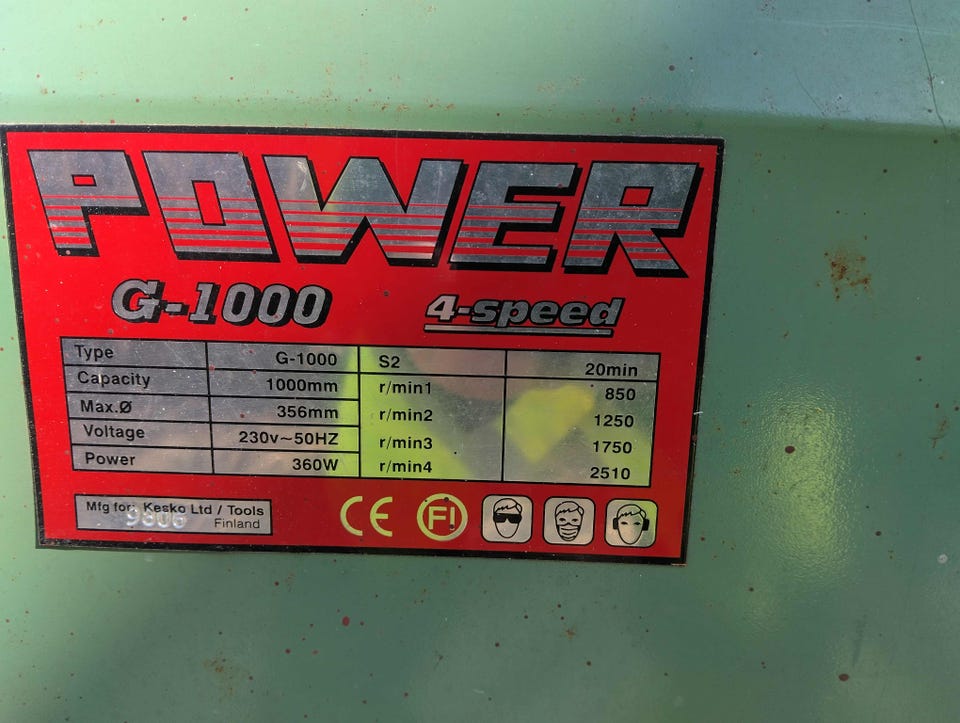 POWER
G-1000 4-speed
Type G-1000 S2 20min
Capacity 1000mm r/min1 850
Max.Ø 356mm r/min2 1250
Voltage 230v~50HZ r/min3 1750
Power 360W r/min4 2510
Mfg for: Kesko Ltd / Tools
9806 Finland
CE FI